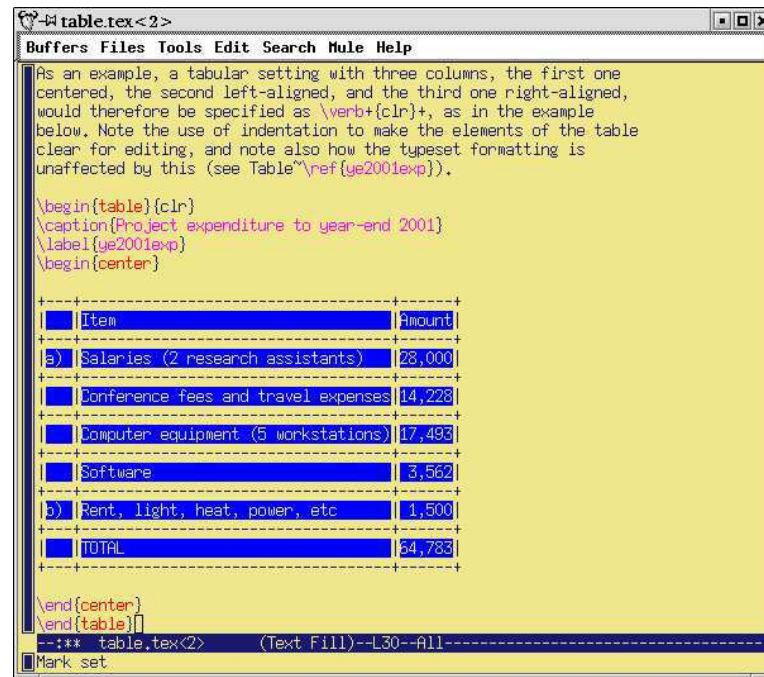 table.tex<2>
Buffers Files Tools Edit Search Mule Help
As an example, a tabular setting with three columns, the first one
centered, the second left-aligned, and the third one right-aligned,
would therefore be specified as \verb+{clr}+, as in the example
below. Note the use of indentation to make the elements of the table
clear for editing, and note also how the typeset formatting is
unaffected by this (see Table~\ref{ye2001exp}).
\begin{table}{clr}
\caption{Project expenditure to year-end 2001}
\label{ye2001exp}
\begin{center}
+---+-----------------------------------+------+
|   |Item                               |Amount|
+---+-----------------------------------+------+
|a) |Salaries (2 research assistants)   |28,000|
+---+-----------------------------------+------+
|   |Conference fees and travel expenses|14,228|
+---+-----------------------------------+------+
|   |Computer equipment (5 workstations)|17,493|
+---+-----------------------------------+------+
|   |Software                           | 3,562|
+---+-----------------------------------+------+
|b) |Rent, light, heat, power, etc      | 1,500|
+---+-----------------------------------+------+
|   |TOTAL                              |64,783|
+---+-----------------------------------+------+
\end{center}
\end{table}
--:** table.tex<2> (Text Fill)--L30--All-----------------------------------
Mark set